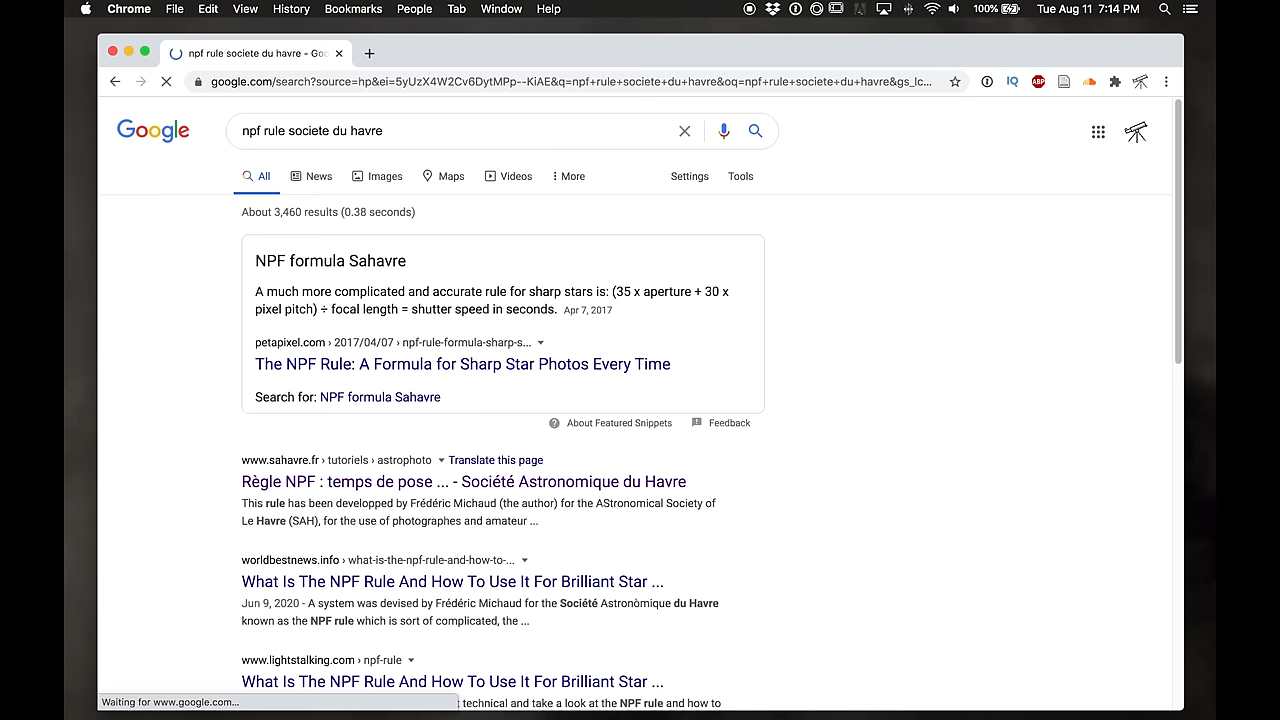 Chrome File Edit View History Bookmarks People Tab Window Help 100% Tue Aug 11 7:14 PM
npf rule societe du havre - Goo
google.com/search?source=hp&ei=5yUzX4W2Cv6DytMPp--KiAE&q=npf+rule+societe+du+havre&oq=npf+rule+societe+du+havre&gs_lc...
IQ ABP
Google npf rule societe du havre
All News Images Maps Videos More Settings Tools
About 3,460 results (0.38 seconds)
NPF formula Sahavre
A much more complicated and accurate rule for sharp stars is: (35 x aperture + 30 x
pixel pitch) ÷ focal length = shutter speed in seconds. Apr 7, 2017
petapixel.com › 2017/04/07 › npf-rule-formula-sharp-s...
The NPF Rule: A Formula for Sharp Star Photos Every Time
Search for: NPF formula Sahavre
About Featured Snippets Feedback
www.sahavre.fr › tutoriels › astrophoto Translate this page
Règle NPF : temps de pose ... - Société Astronomique du Havre
This rule has been developped by Frédéric Michaud (the author) for the AStronomical Society of
Le Havre (SAH), for the use of photographes and amateur ...
worldbestnews.info › what-is-the-npf-rule-and-how-to-...
What Is The NPF Rule And How To Use It For Brilliant Star ...
Jun 9, 2020 - A system was devised by Frédéric Michaud for the Société Astronòmique du Havre
known as the NPF rule which is sort of complicated, the ...
www.lightstalking.com › npf-rule
What Is The NPF Rule And How To Use It For Brilliant Star ...
Waiting for www.google.com... technical and take a look at the NPF rule and how to